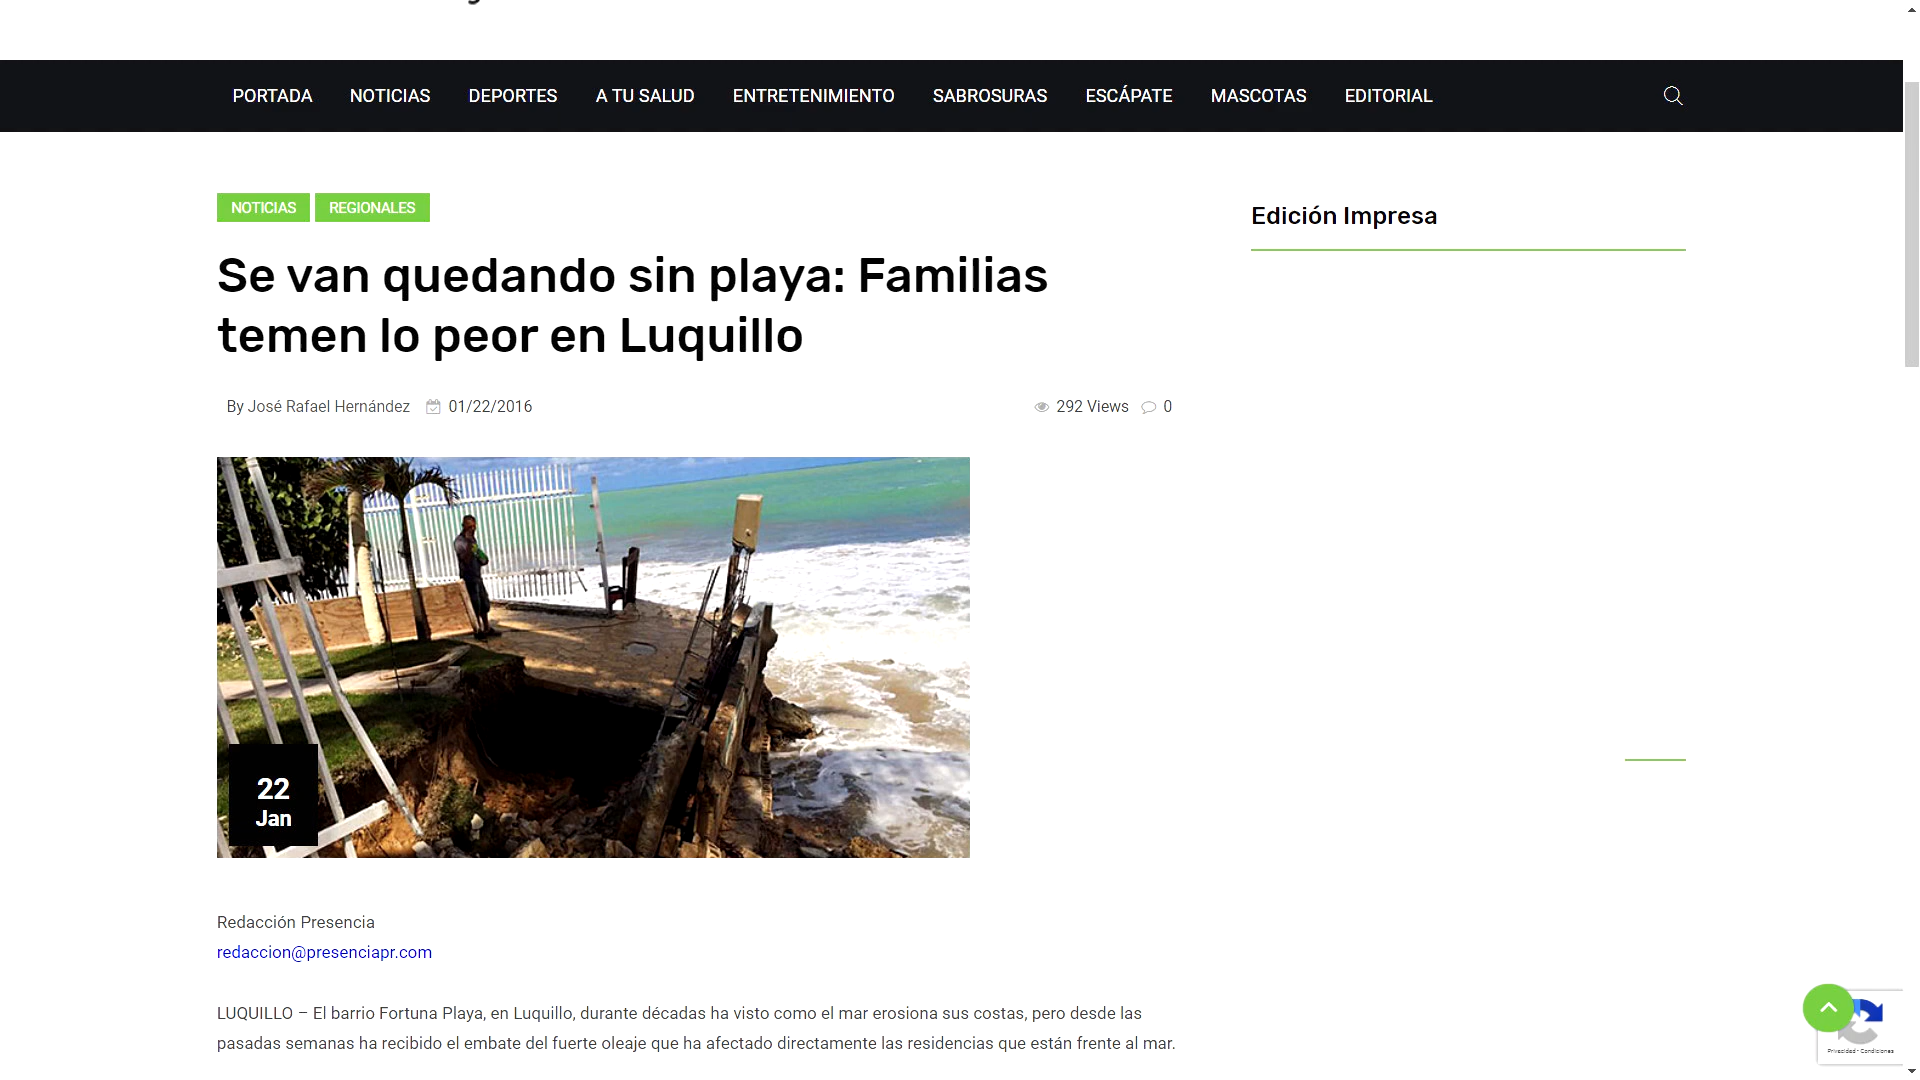 PORTADA NOTICIAS DEPORTES A TU SALUD ENTRETENIMIENTO SABROSURAS ESCÁPATE MASCOTAS EDITORIAL
NOTICIAS REGIONALES
Se van quedando sin playa: Familias
temen lo peor en Luquillo
By José Rafael Hernández 01/22/2016 292 Views 0
22
Jan
Redacción Presencia
redaccion@presenciapr.com
LUQUILLO – El barrio Fortuna Playa, en Luquillo, durante décadas ha visto como el mar erosiona sus costas, pero desde las
pasadas semanas ha recibido el embate del fuerte oleaje que ha afectado directamente las residencias que están frente al mar.
Edición Impresa
Privacidad - Condiciones